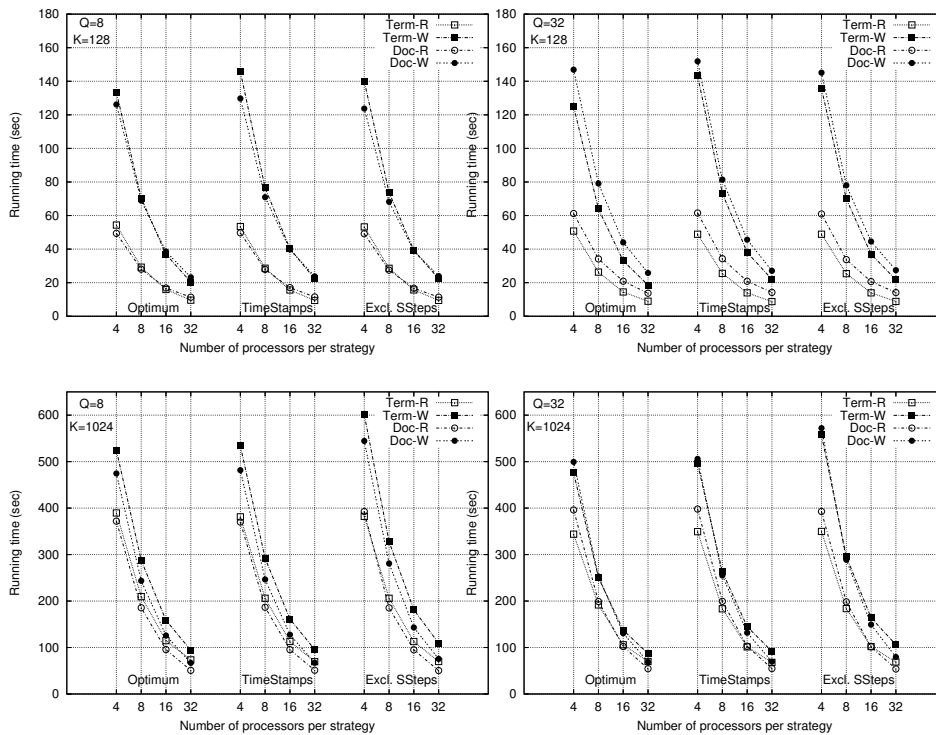 Q=8
K=128
Term-R
Term-W
Doc-R
Doc-W
Running time (sec)
180
160
140
120
100
80
60
40
20
0
Optimum TimeStamps Excl. SSteps
4 8 16 32 4 8 16 32 4 8 16 32
Number of processors per strategy
Q=32
K=128
Term-R
Term-W
Doc-R
Doc-W
Running time (sec)
180
160
140
120
100
80
60
40
20
0
Optimum TimeStamps Excl. SSteps
4 8 16 32 4 8 16 32 4 8 16 32
Number of processors per strategy
Q=8
K=1024
Term-R
Term-W
Doc-R
Doc-W
Running time (sec)
600
500
400
300
200
100
0
Optimum TimeStamps Excl. SSteps
4 8 16 32 4 8 16 32 4 8 16 32
Number of processors per strategy
Q=32
K=1024
Term-R
Term-W
Doc-R
Doc-W
Running time (sec)
600
500
400
300
200
100
0
Optimum TimeStamps Excl. SSteps
4 8 16 32 4 8 16 32 4 8 16 32
Number of processors per strategy